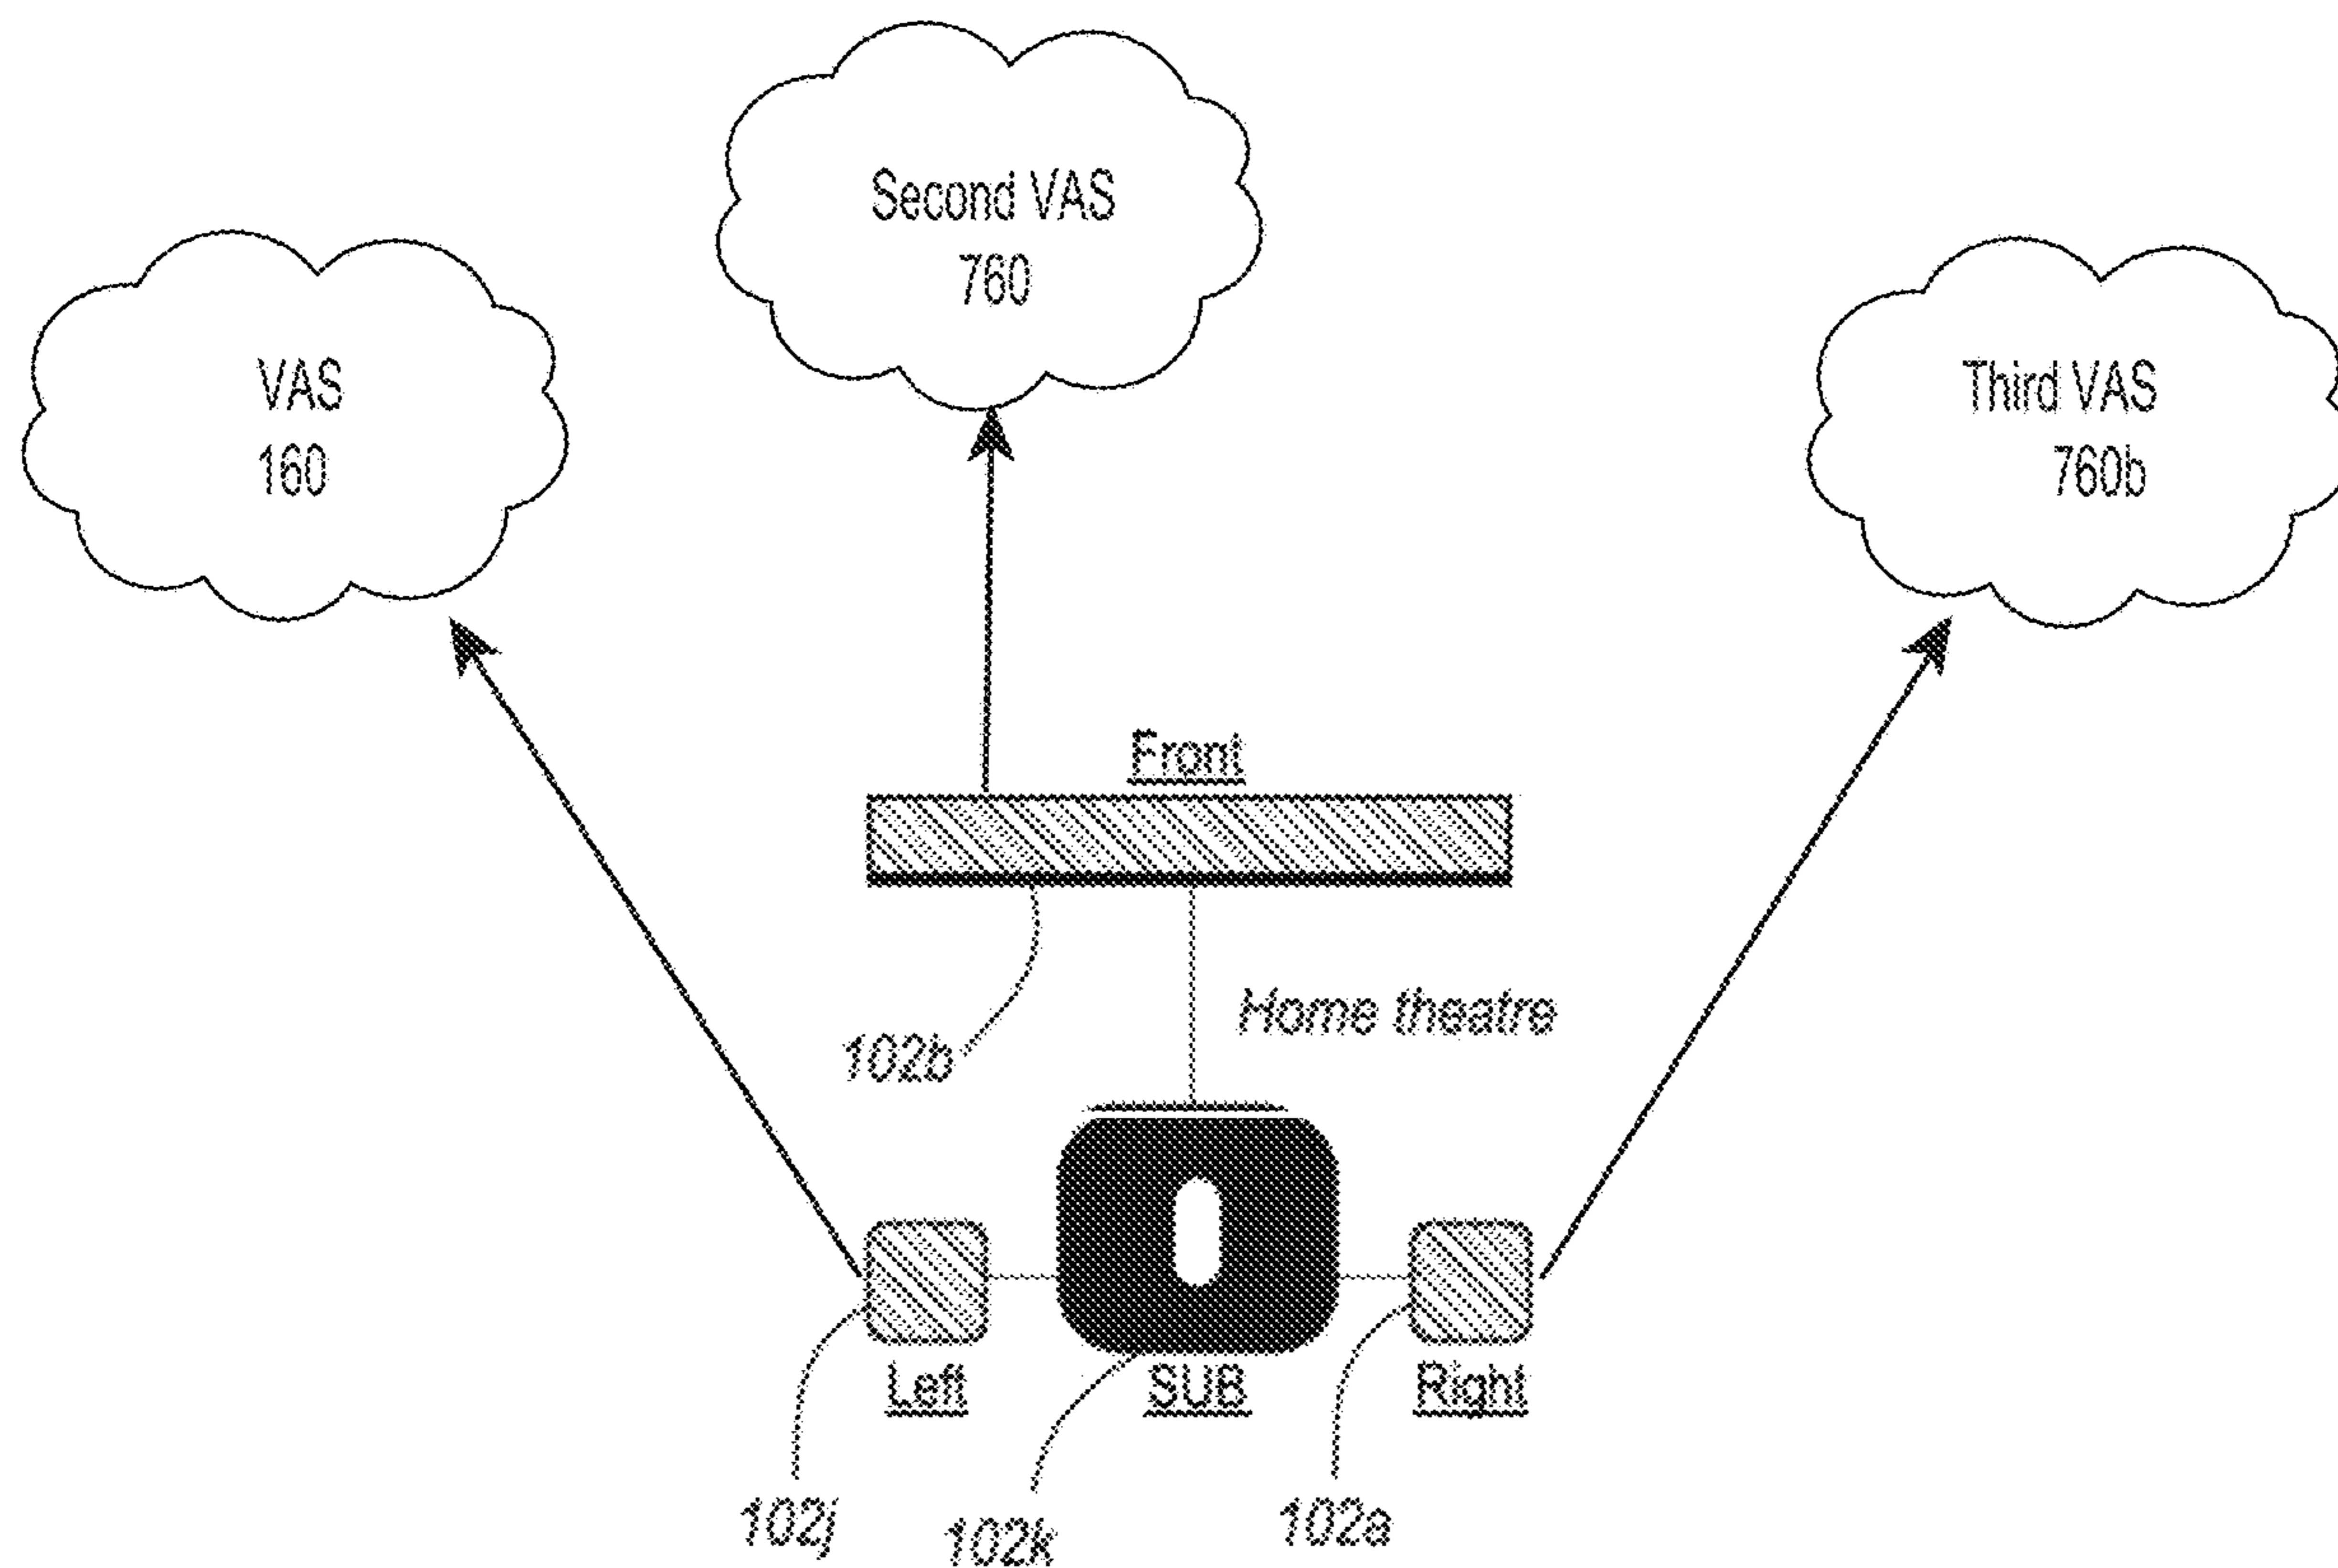 Second VAS
760
VAS
160
Third VAS
760b
Front
Home theatre
102b
Left
SUB
Right
102j
102k
102a